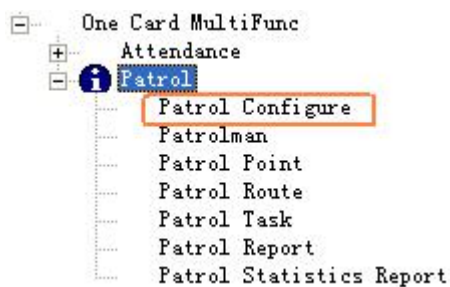 One Card MultiFunc
Attendance
Patrol
Patrol Configure
Patrolman
Patrol Point
Patrol Route
Patrol Task
Patrol Report
Patrol Statistics Report